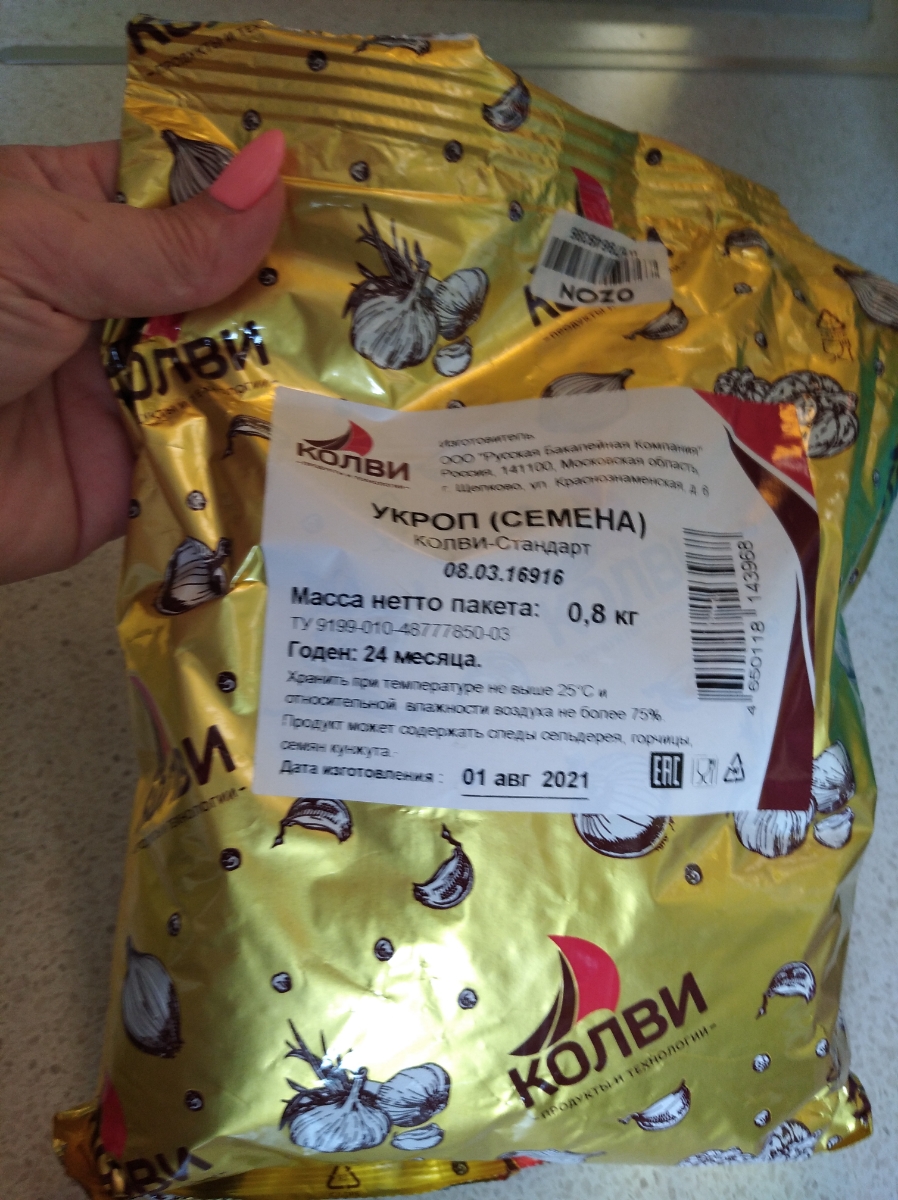 OZON
КОЛВИ
КОЛВИ
Изготовитель
ООО "Русская Бакалейная Компания"
Россия, 141100, Московская область,
г. Щелково, ул. Краснознаменская, д. 6
УКРОП (СЕМЕНА)
КОЛВИ-Стандарт
08.03.16916
Масса нетто пакета: 0,8 кг
ТУ 9199-010-48777850-03
Годен: 24 месяца.
Хранить при температуре не выше 25°С и
относительной влажности воздуха не более 75%.
Продукт может содержать следы сельдерея, горчицы,
семян кунжута.
Дата изготовления : 01 авг 2021
EAC
4 650118 143968
КОЛВИ
ПРОДУКТЫ И ТЕХНОЛОГИИ